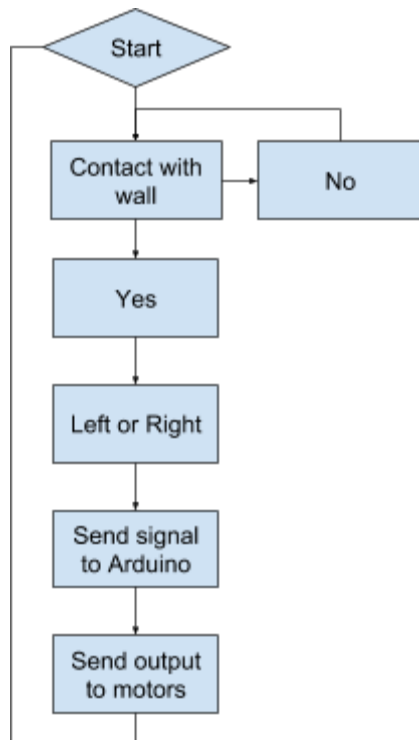 Start
Contact with
wall
No
Yes
Left or Right
Send signal
to Arduino
Send output
to motors